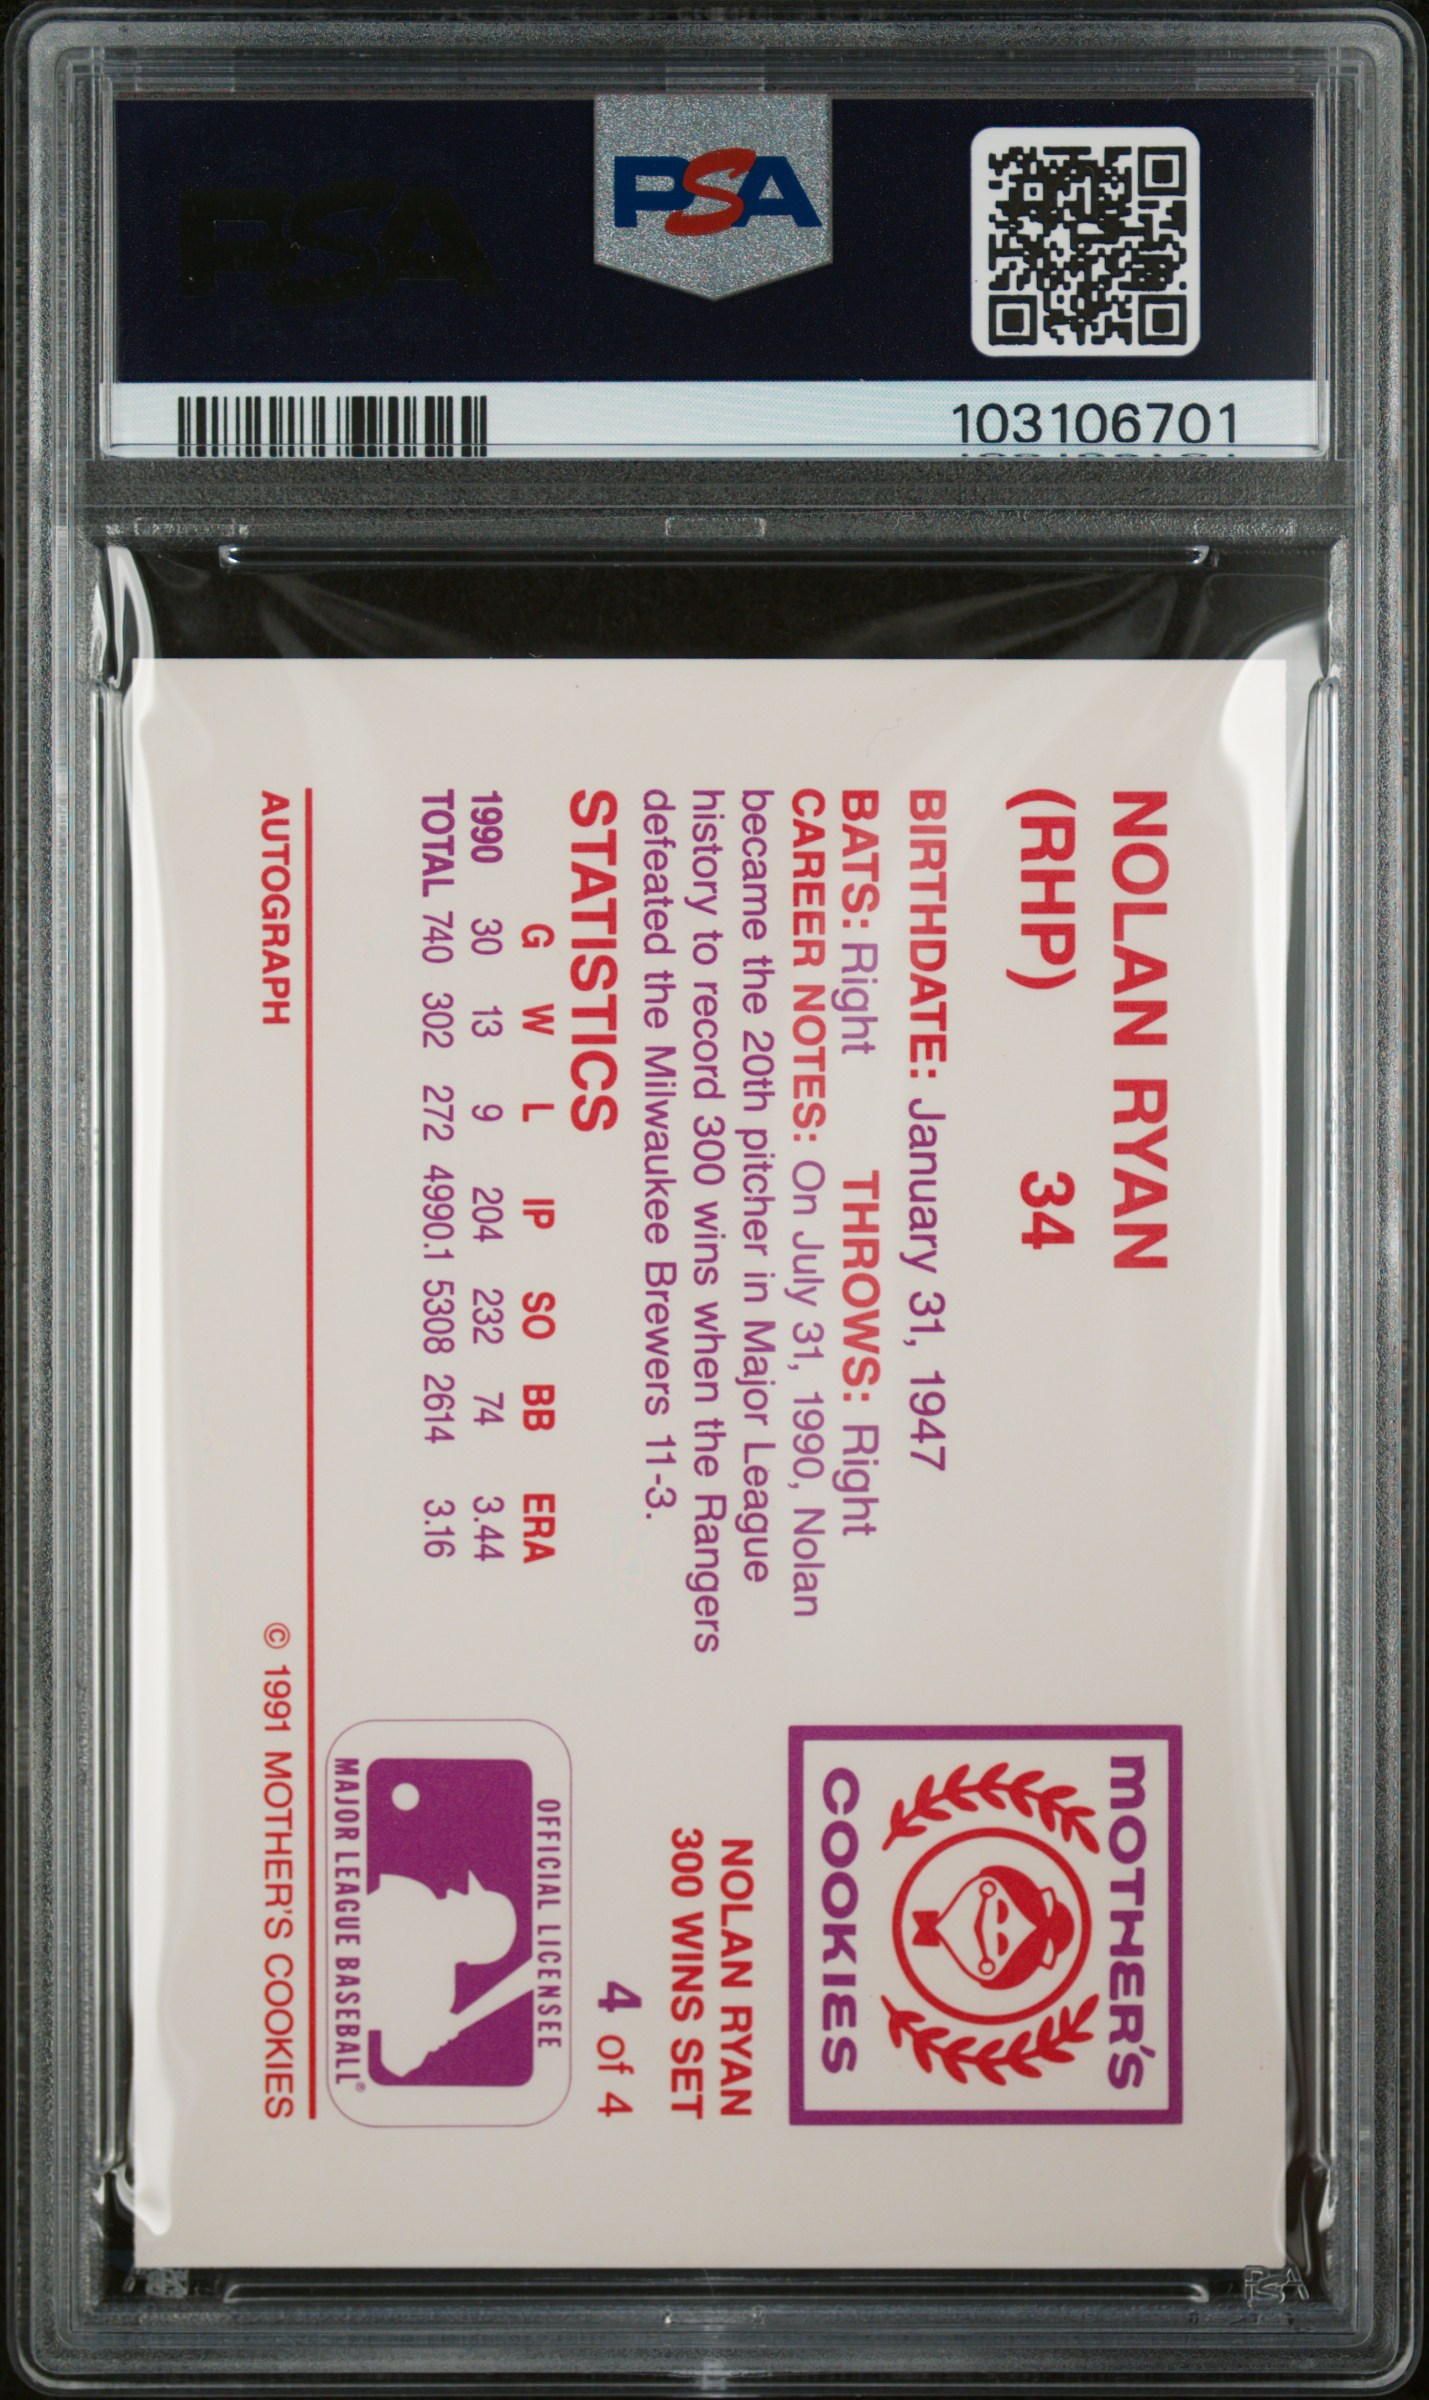 PSA
PSA
103106701
NOLAN RYAN
(RHP) 34
BIRTHDATE: January 31, 1947
BATS: Right THROWS: Right
CAREER NOTES: On July 31, 1990, Nolan
became the 20th pitcher in Major League
history to record 300 wins when the Rangers
defeated the Milwaukee Brewers 11-3.
STATISTICS
G W L IP SO BB ERA
1990 30 13 9 204 232 74 3.44
TOTAL 740 302 272 4990.1 5308 2614 3.16
AUTOGRAPH
MOTHER'S
COOKIES
NOLAN RYAN
300 WINS SET
4 of 4
OFFICIAL LICENSEE
MAJOR LEAGUE BASEBALL®
© 1991 MOTHER'S COOKIES
PSA